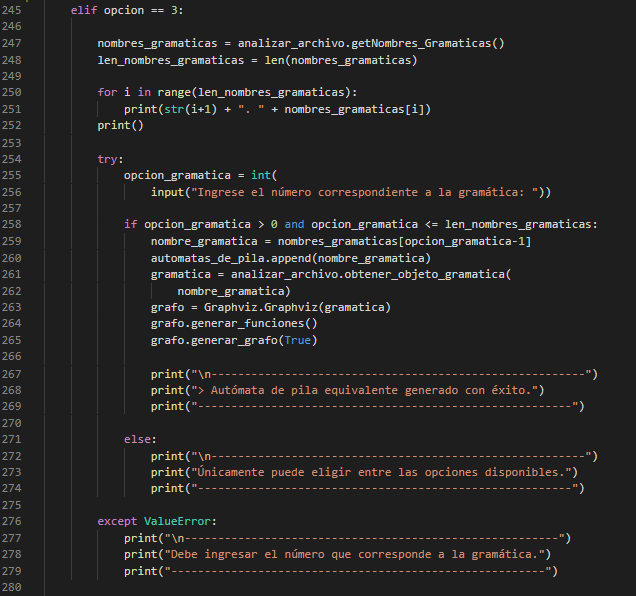 245 elif opcion == 3:
246
247 nombres_gramaticas = analizar_archivo.getNombres_Gramaticas()
248 len_nombres_gramaticas = len(nombres_gramaticas)
249
250 for i in range(len_nombres_gramaticas):
251 print(str(i+1) + ". " + nombres_gramaticas[i])
252 print()
253
254 try:
255 opcion_gramatica = int(
256 input("Ingrese el número correspondiente a la gramática: "))
257
258 if opcion_gramatica > 0 and opcion_gramatica <= len_nombres_gramaticas:
259 nombre_gramatica = nombres_gramaticas[opcion_gramatica-1]
260 automatas_de_pila.append(nombre_gramatica)
261 gramatica = analizar_archivo.obtener_objeto_gramatica(
262 nombre_gramatica)
263 grafo = Graphviz.Graphviz(gramatica)
264 grafo.generar_funciones()
265 grafo.generar_grafo(True)
266
267 print("\n--------------------------------------------------------")
268 print("> Autómata de pila equivalente generado con éxito.")
269 print("--------------------------------------------------------")
270
271 else:
272 print("\n--------------------------------------------------------")
273 print("Únicamente puede eligir entre las opciones disponibles.")
274 print("--------------------------------------------------------")
275
276 except ValueError:
277 print("\n--------------------------------------------------------")
278 print("Debe ingresar el número que corresponde a la gramática.")
279 print("--------------------------------------------------------")
280